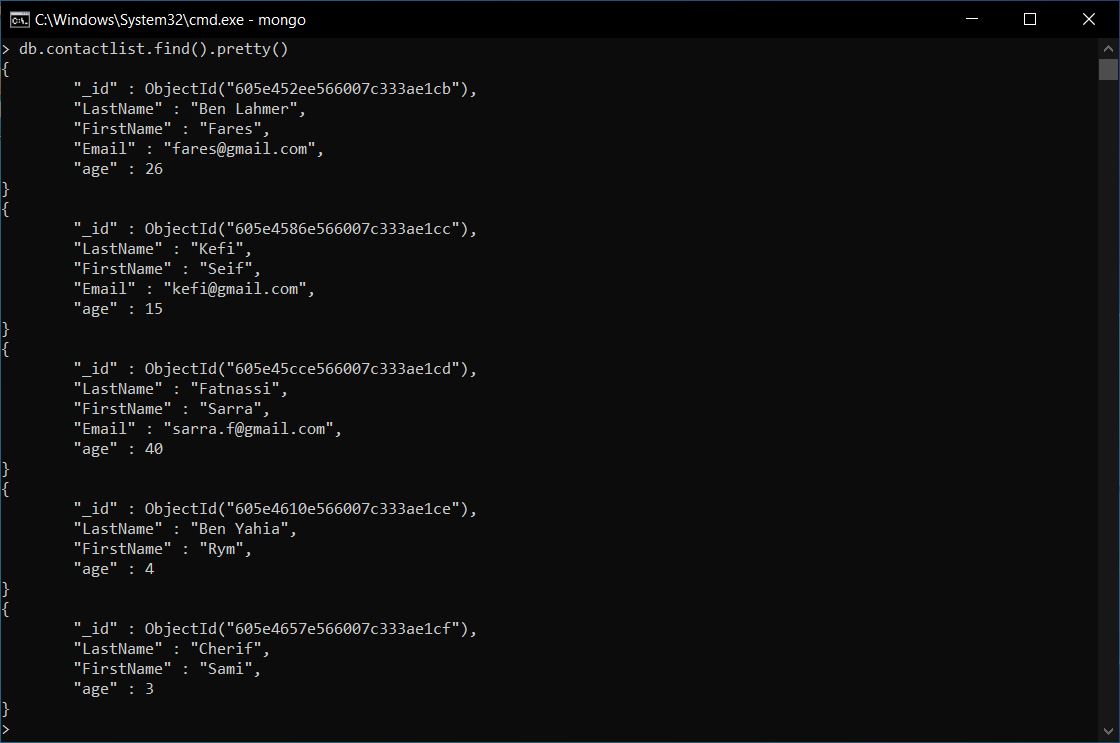 C:\Windows\System32\cmd.exe - mongo
> db.contactlist.find().pretty()
{
"_id" : ObjectId("605e452ee566007c333ae1cb"),
"LastName" : "Ben Lahmer",
"FirstName" : "Fares",
"Email" : "fares@gmail.com",
"age" : 26
}
{
"_id" : ObjectId("605e4586e566007c333ae1cc"),
"LastName" : "Kefi",
"FirstName" : "Seif",
"Email" : "kefi@gmail.com",
"age" : 15
}
{
"_id" : ObjectId("605e45cce566007c333ae1cd"),
"LastName" : "Fatnassi",
"FirstName" : "Sarra",
"Email" : "sarra.f@gmail.com",
"age" : 40
}
{
"_id" : ObjectId("605e4610e566007c333ae1ce"),
"LastName" : "Ben Yahia",
"FirstName" : "Rym",
"age" : 4
}
{
"_id" : ObjectId("605e4657e566007c333ae1cf"),
"LastName" : "Cherif",
"FirstName" : "Sami",
"age" : 3
}
>